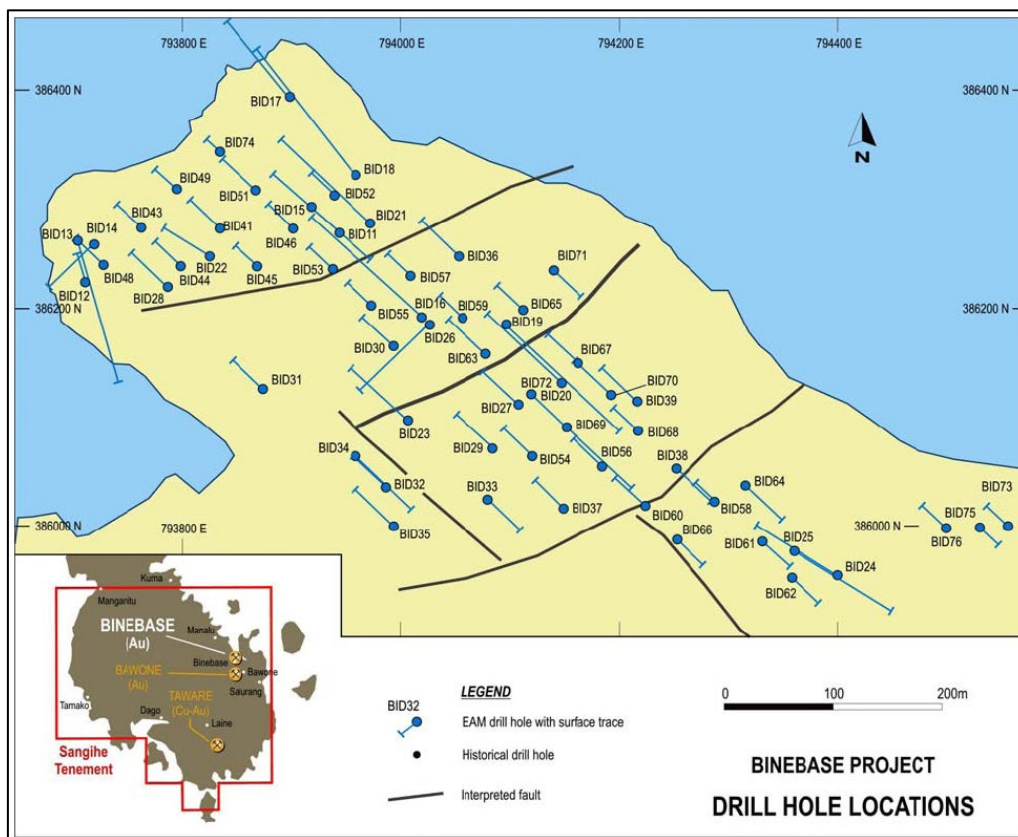 793800 E
794000 E
794200 E
794400 E
386400 N
386400 N
BID17
BID74
BID18
BID49
BID51
BID52
BID15
BID21
BID43
BID41
BID46
BID11
BID13
BID14
BID36
BID71
BID48
BID22
BID44
BID45
BID53
BID57
BID12
BID28
386200 N
386200 N
BID55
BID16
BID59
BID65
BID19
BID26
BID30
BID63
BID67
BID31
BID72
BID20
BID70
BID39
BID27
BID23
BID69
BID68
BID29
BID54
BID56
BID34
BID38
BID64
BID73
BID33
BID32
BID37
BID58
BID75
BID60
386000 N
386000 N
BID35
793800 E
BID66
BID61
BID25
BID76
BID24
BID62
N
Kuma
Manganitu
Manalu
BINEBASE
(Au)
Binebase
Bawone
BAWONE
(Au)
Salurang
TAWARE
(Cu-Au)
Tamako
Dago
Laine
Sangihe
Tenement
LEGEND
BID32
EAM drill hole with surface trace
Historical drill hole
Interpreted fault
0 100 200m
BINEBASE PROJECT
DRILL HOLE LOCATIONS